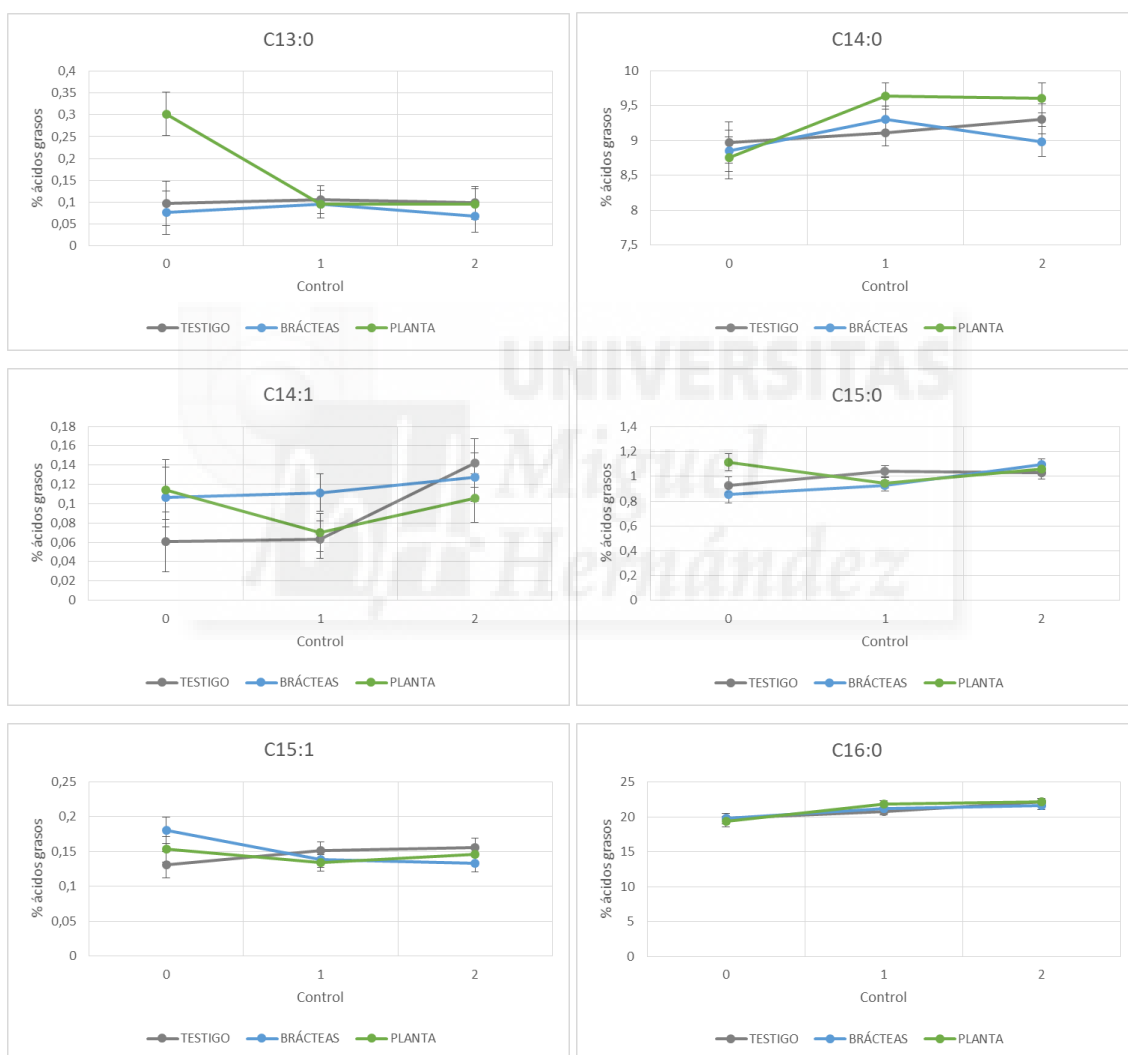 C13:0
% ácidos grasos
0,4
0,35
0,3
0,25
0,2
0,15
0,1
0,05
0
0 1 2
Control
TESTIGO BRÁCTEAS PLANTA
C14:0
% ácidos grasos
10
9,5
9
8,5
8
7,5
0 1 2
Control
TESTIGO BRÁCTEAS PLANTA
C14:1
% ácidos grasos
0,18
0,16
0,14
0,12
0,1
0,08
0,06
0,04
0,02
0
0 1 2
Control
TESTIGO BRÁCTEAS PLANTA
C15:0
% ácidos grasos
1,4
1,2
1
0,8
0,6
0,4
0,2
0
0 1 2
Control
TESTIGO BRÁCTEAS PLANTA
C15:1
% ácidos grasos
0,25
0,2
0,15
0,1
0,05
0
0 1 2
Control
TESTIGO BRÁCTEAS PLANTA
C16:0
% ácidos grasos
25
20
15
10
5
0
0 1 2
Control
TESTIGO BRÁCTEAS PLANTA
UNIVERSITAS
Miguel
Hernández